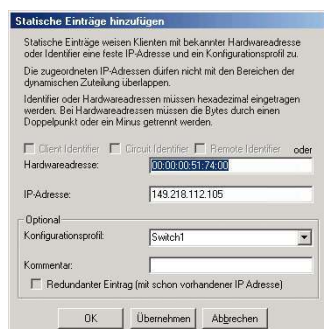 Statische Einträge hinzufügen
Statische Einträge weisen Klienten mit bekannter Hardwareadresse
oder Identifier eine feste IP-Adresse und ein Konfigurationsprofil zu.
Die zugeordneten IP-Adressen dürfen nicht mit den Bereichen der
dynamischen Zuteilung überlappen.
Identifier oder Hardwareadressen müssen hexadezimal eingetragen
werden. Bei Hardwareadressen müssen die Bytes durch einen
Doppelpunkt oder ein Minus getrennt werden.
Client Identifier Circuit Identifier Remote Identifier oder
Hardwareadresse: 00:00:00:51:74:00
IP-Adresse: 149.218.112.105
Optional
Konfigurationsprofil: Switch1
Kommentar:
Redundanter Eintrag (mit schon vorhandener IP Adresse)
OK Übernehmen Abbrechen